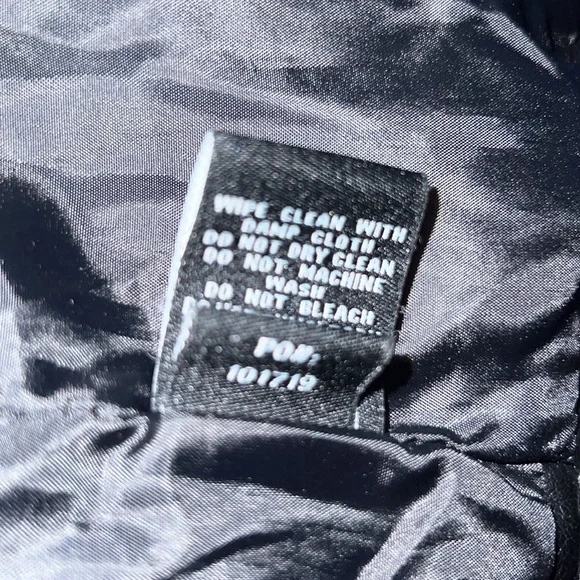 WIPE CLEAN WITH
DAMP CLOTH
DO NOT DRY CLEAN
DO NOT MACHINE
WASH
DO NOT BLEACH
PO#:
101719